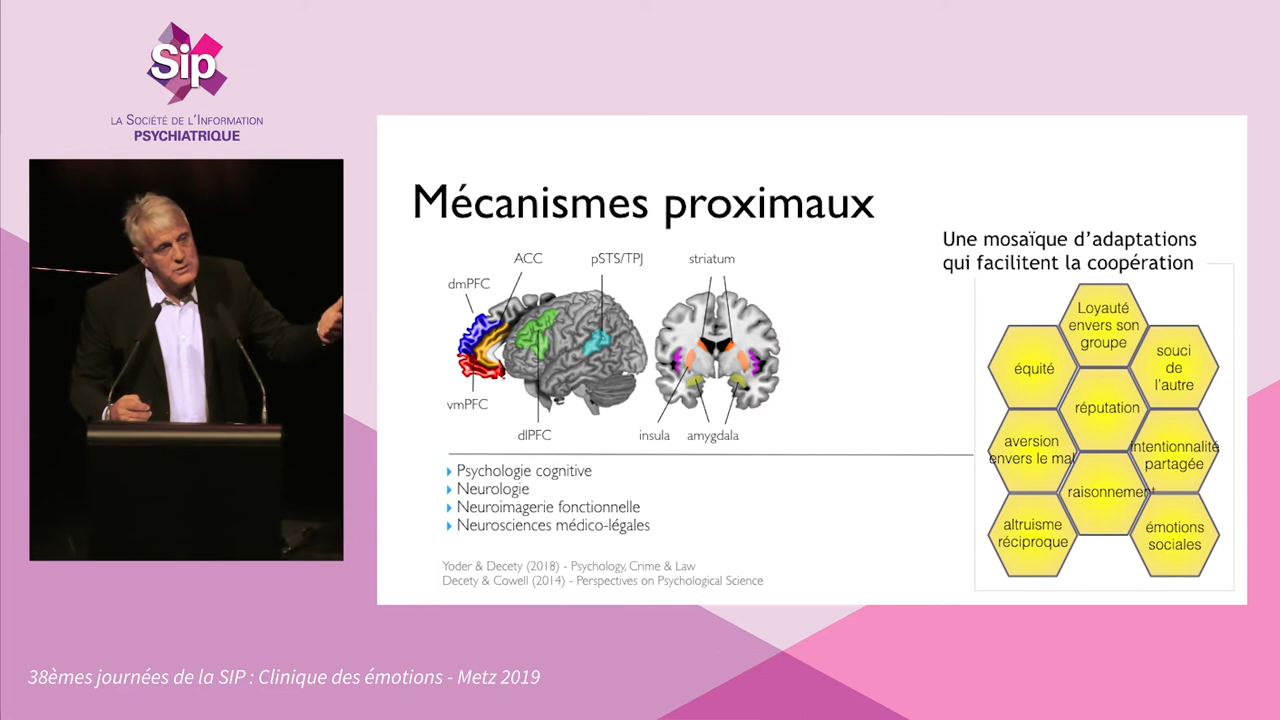 Sip
LA SOCIÉTÉ DE L'INFORMATION
PSYCHIATRIQUE
Mécanismes proximaux
Une mosaïque d'adaptations
qui facilitent la coopération
ACC
pSTS/TPJ
striatum
dmPFC
vmPFC
dlPFC
insula
amygdala
Psychologie cognitive
Neurologie
Neuroimagerie fonctionnelle
Neurosciences médico-légales
Yoder & Decety (2018) - Psychology, Crime & Law
Decety & Cowell (2014) - Perspectives on Psychological Science
Loyauté
envers son
groupe
équité
souci
de
l'autre
réputation
aversion
envers le mal
intentionnalité
partagée
raisonnement
altruisme
réciproque
émotions
sociales
38èmes journées de la SIP : Clinique des émotions - Metz 2019